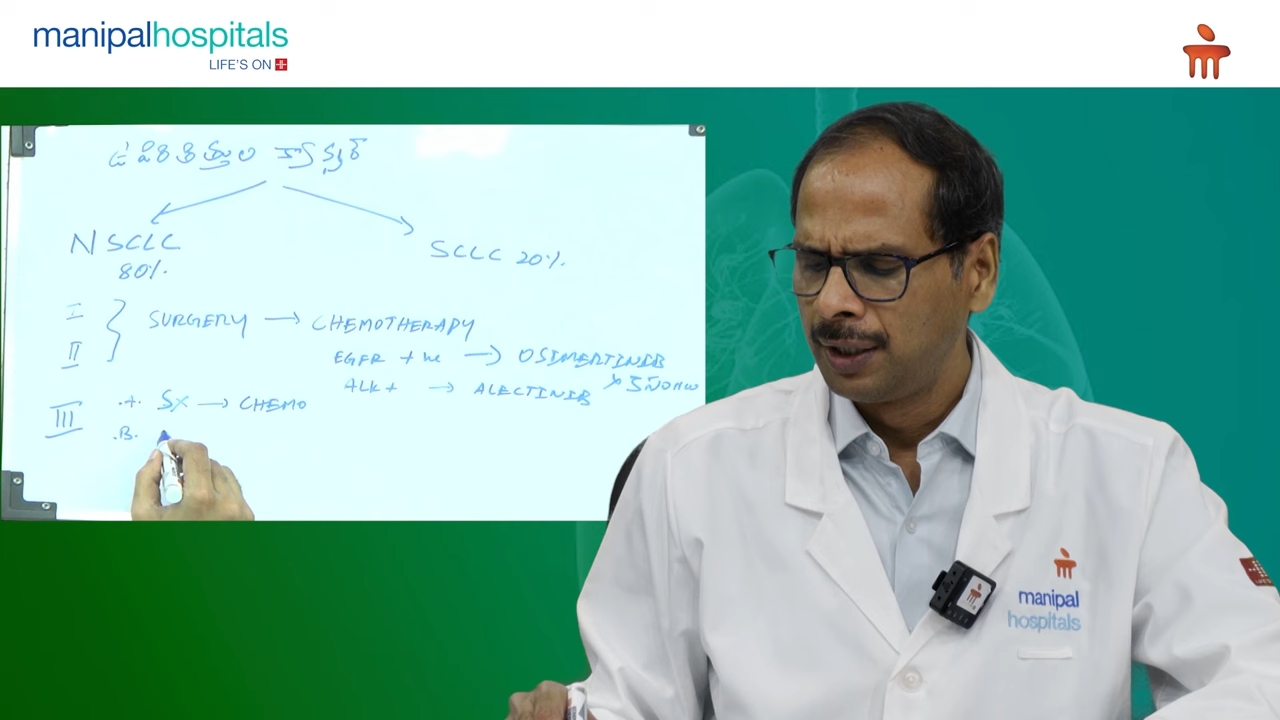 manipalhospitals
LIFE'S ON
ఊపిరితిత్తుల కాన్సర్
NSCLC
80%.
SCLC 20%.
I
II
SURGERY → CHEMOTHERAPY
EGFR +ve → OSIMERTINIB
ALK + → ALECTINIB
III
.A. Sx → CHEMO
.B.
manipal
hospitals